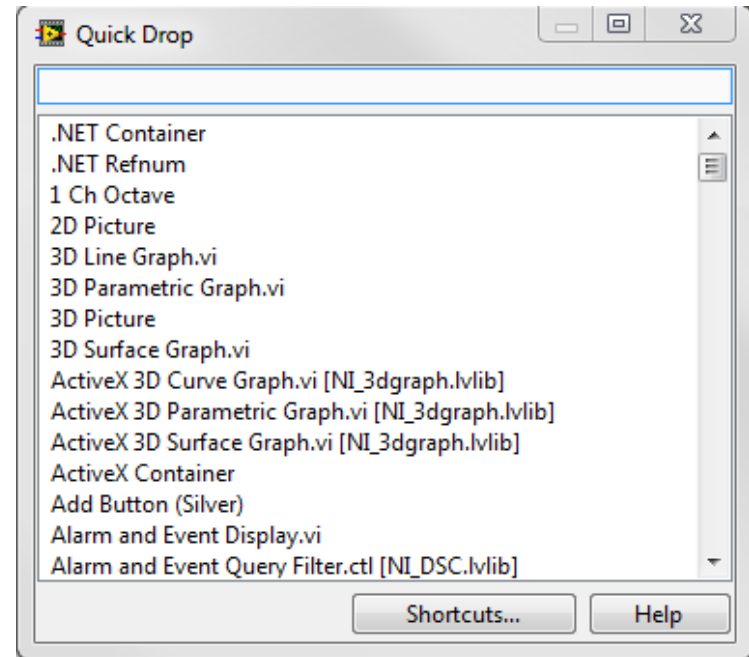 Quick Drop
.NET Container
.NET Refnum
1 Ch Octave
2D Picture
3D Line Graph.vi
3D Parametric Graph.vi
3D Picture
3D Surface Graph.vi
ActiveX 3D Curve Graph.vi [NI_3dgraph.lvlib]
ActiveX 3D Parametric Graph.vi [NI_3dgraph.lvlib]
ActiveX 3D Surface Graph.vi [NI_3dgraph.lvlib]
ActiveX Container
Add Button (Silver)
Alarm and Event Display.vi
Alarm and Event Query Filter.ctl [NI_DSC.lvlib]
Shortcuts... Help